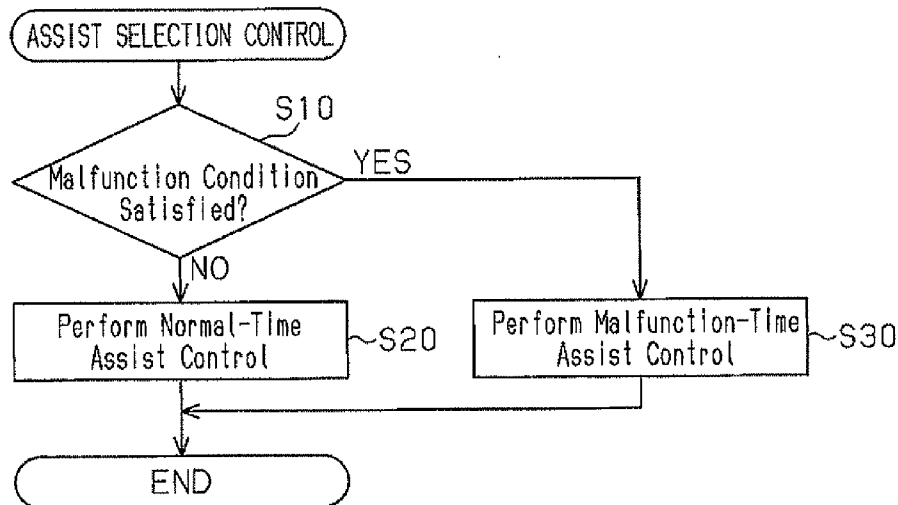 ASSIST SELECTION CONTROL
S10
Malfunction Condition
Satisfied?
YES
NO
Perform Normal-Time
Assist Control
S20
Perform Malfunction-Time
Assist Control
S30
END